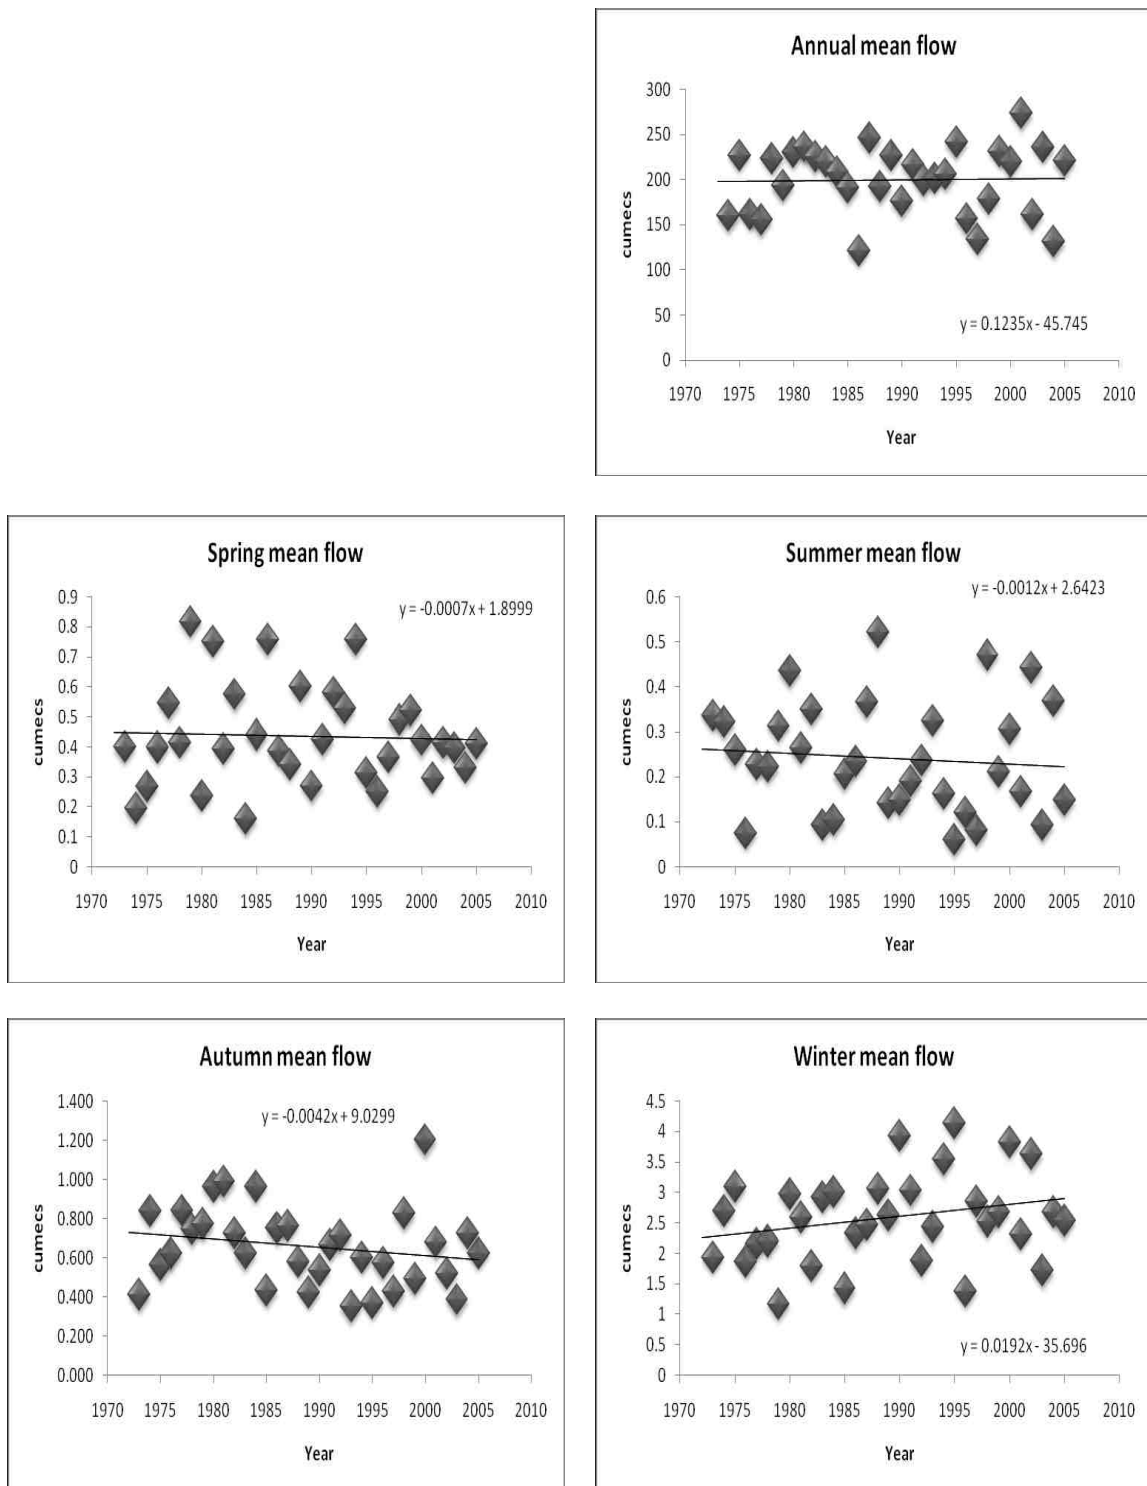 Annual mean flow
300
250
200
150
100
50
0
cumecs
y = 0.1235x - 45.745
1970 1975 1980 1985 1990 1995 2000 2005 2010
Year
Spring mean flow
y = -0.0007x + 1.8999
0.9
0.8
0.7
0.6
0.5
0.4
0.3
0.2
0.1
0
cumecs
1970 1975 1980 1985 1990 1995 2000 2005 2010
Year
Summer mean flow
y = -0.0012x + 2.6423
0.6
0.5
0.4
0.3
0.2
0.1
0
cumecs
1970 1975 1980 1985 1990 1995 2000 2005 2010
Year
Autumn mean flow
y = -0.0042x + 9.0299
1.400
1.200
1.000
0.800
0.600
0.400
0.200
0.000
cumecs
1970 1975 1980 1985 1990 1995 2000 2005 2010
Year
Winter mean flow
4.5
4
3.5
3
2.5
2
1.5
1
0.5
0
cumecs
y = 0.0192x - 35.696
1970 1975 1980 1985 1990 1995 2000 2005 2010
Year